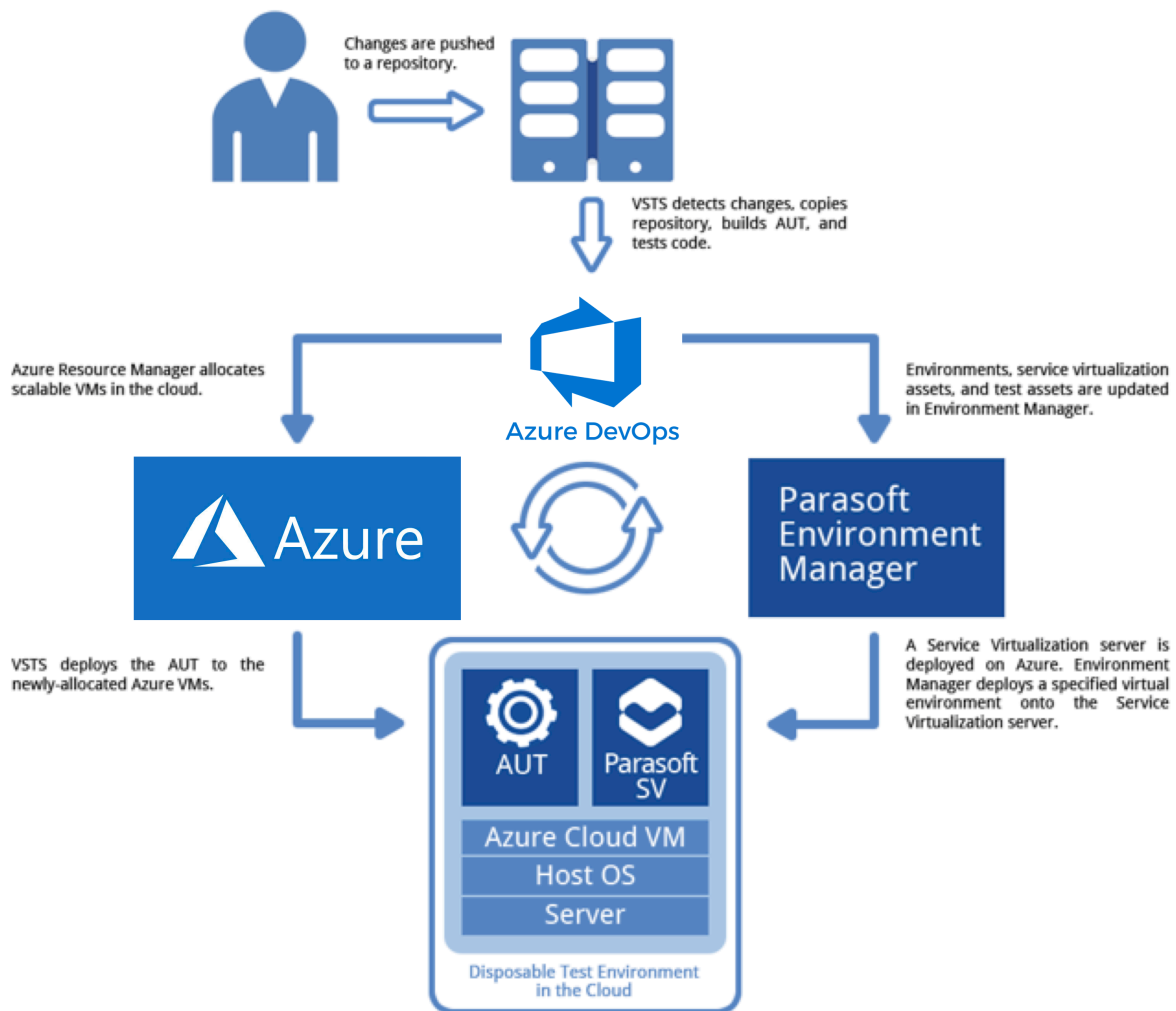 Changes are pushed
to a repository.
VSTS detects changes, copies
repository, builds AUT, and
tests code.
Azure DevOps
Azure Resource Manager allocates
scalable VMs in the cloud.
Environments, service virtualization
assets, and test assets are updated
in Environment Manager.
Azure
Parasoft
Environment
Manager
VSTS deploys the AUT to the
newly-allocated Azure VMs.
A Service Virtualization server is
deployed on Azure. Environment
Manager deploys a specified virtual
environment onto the Service
Virtualization server.
AUT
Parasoft
SV
Azure Cloud VM
Host OS
Server
Disposable Test Environment
in the Cloud